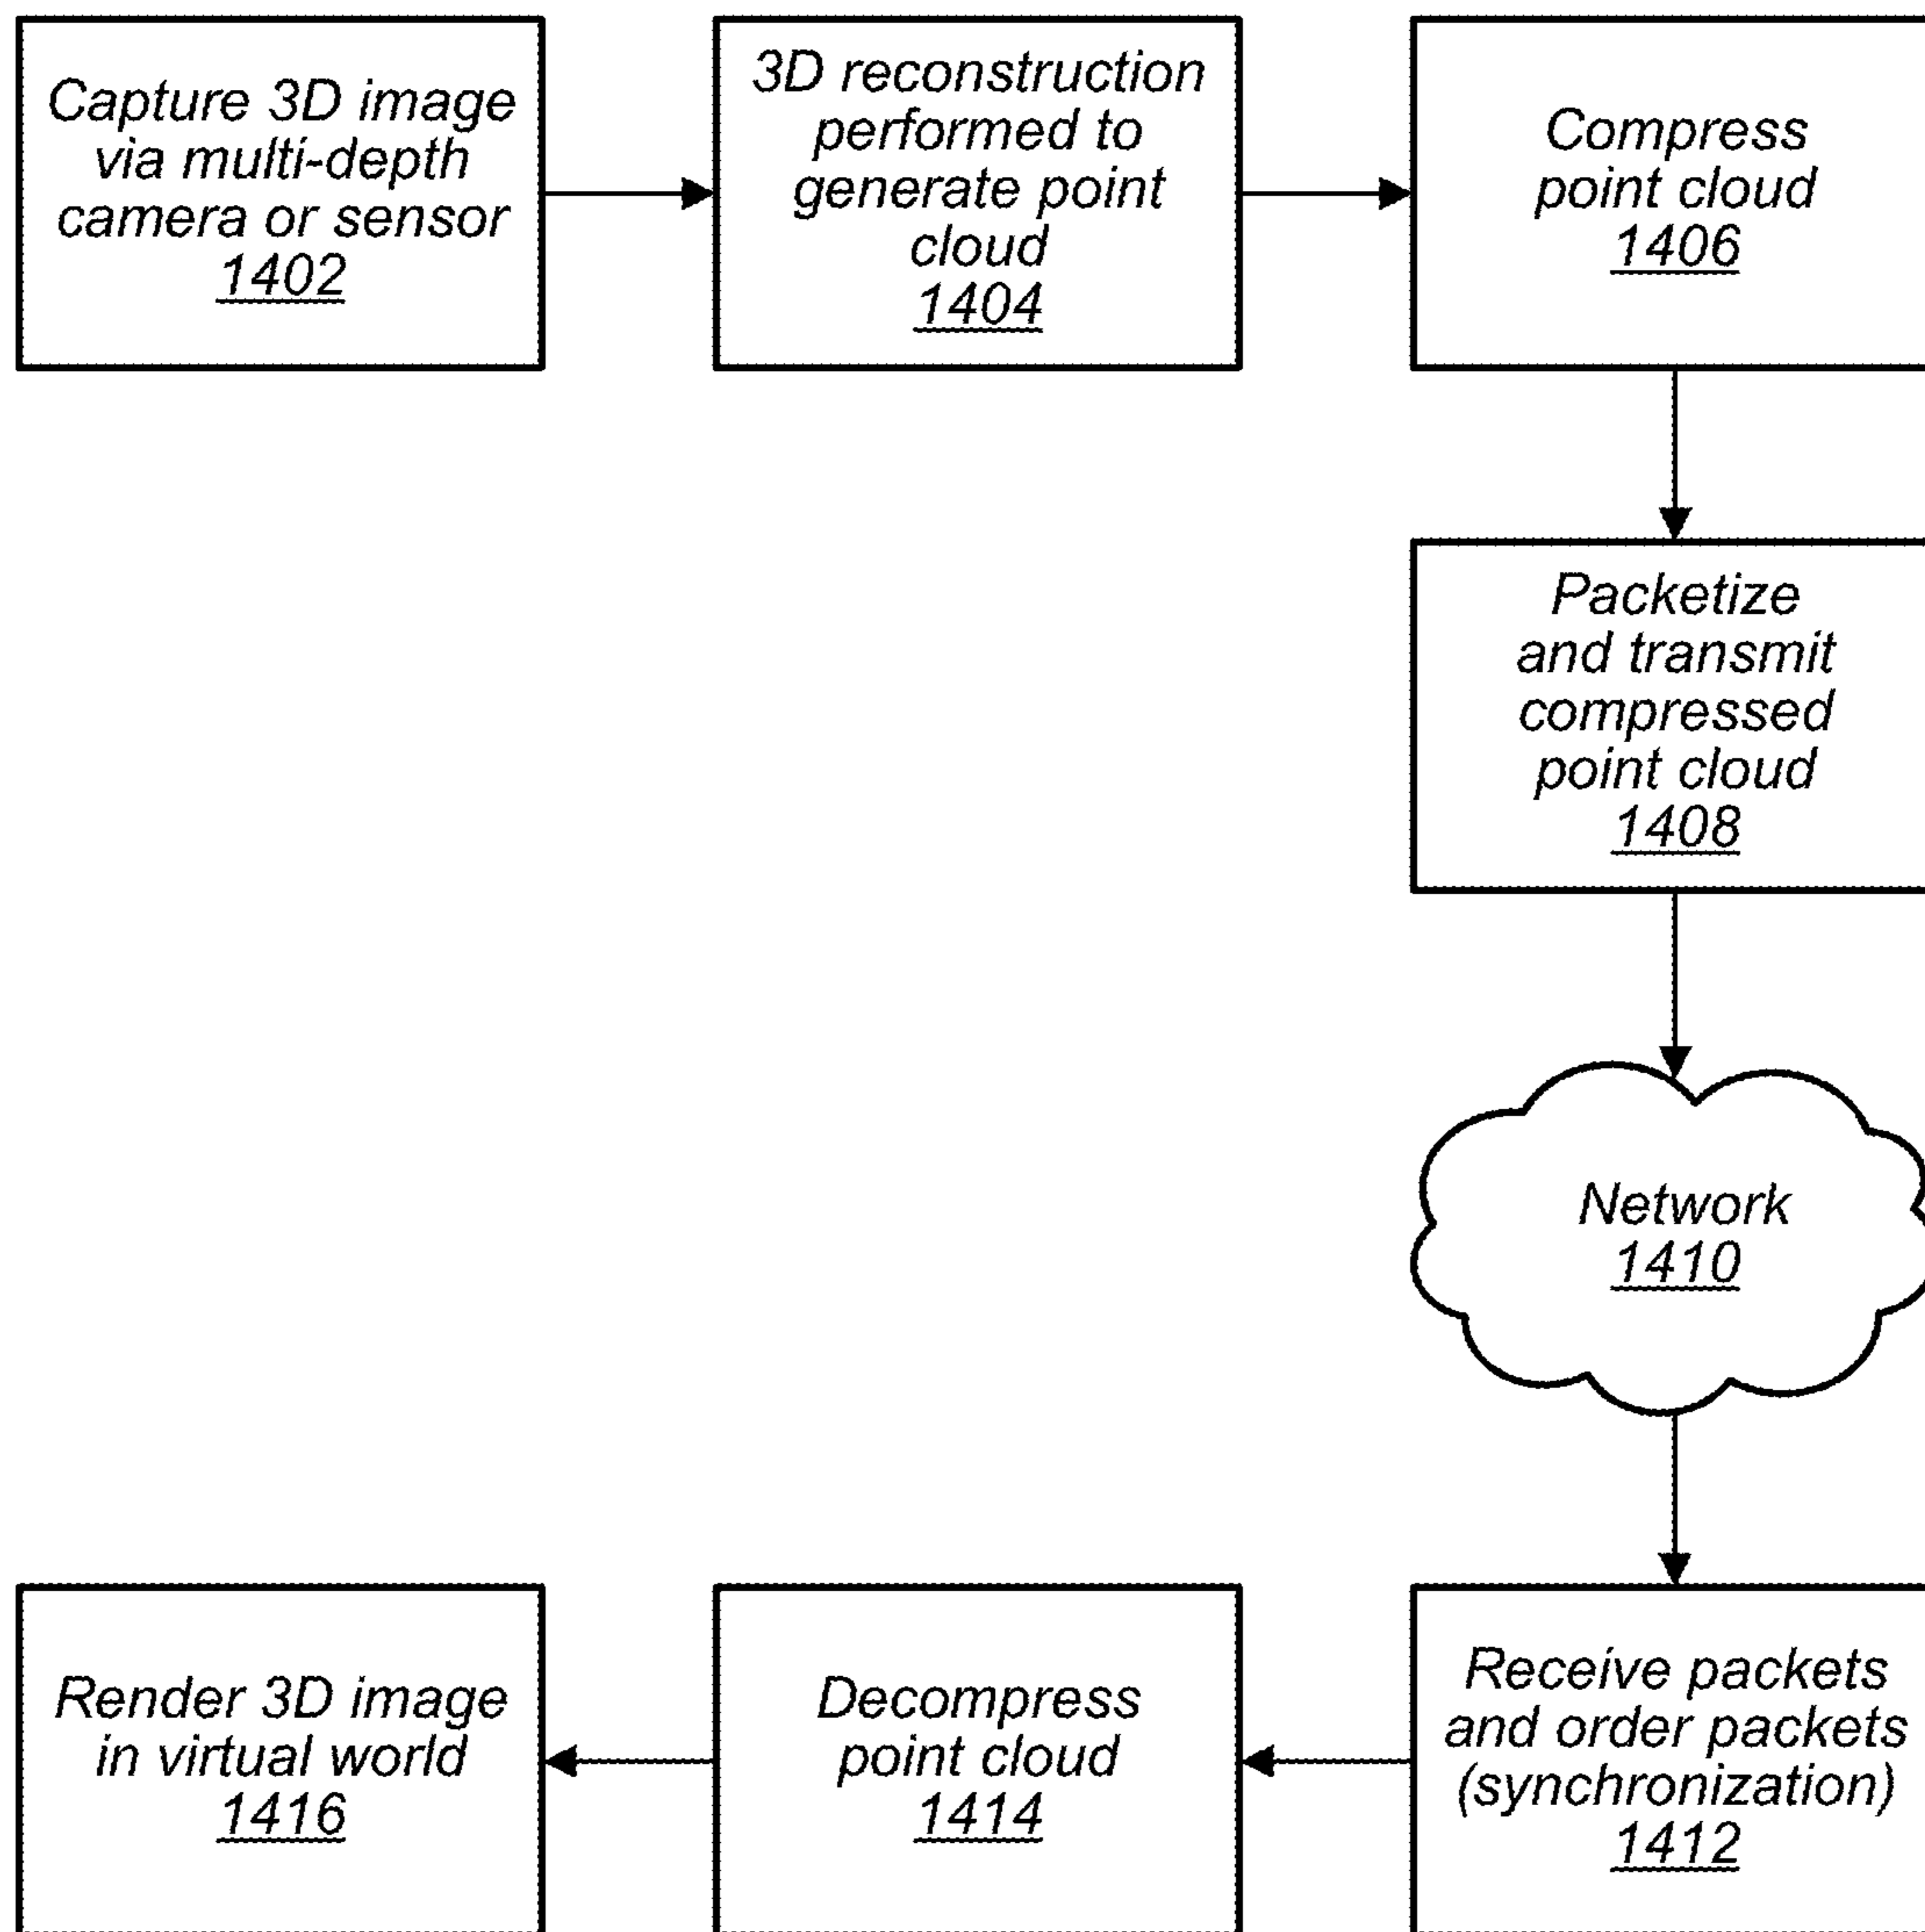 Capture 3D image
via multi-depth
camera or sensor
1402
3D reconstruction
performed to
generate point
cloud
1404
Compress
point cloud
1406
Packetize
and transmit
compressed
point cloud
1408
Network
1410
Receive packets
and order packets
(synchronization)
1412
Decompress
point cloud
1414
Render 3D image
in virtual world
1416